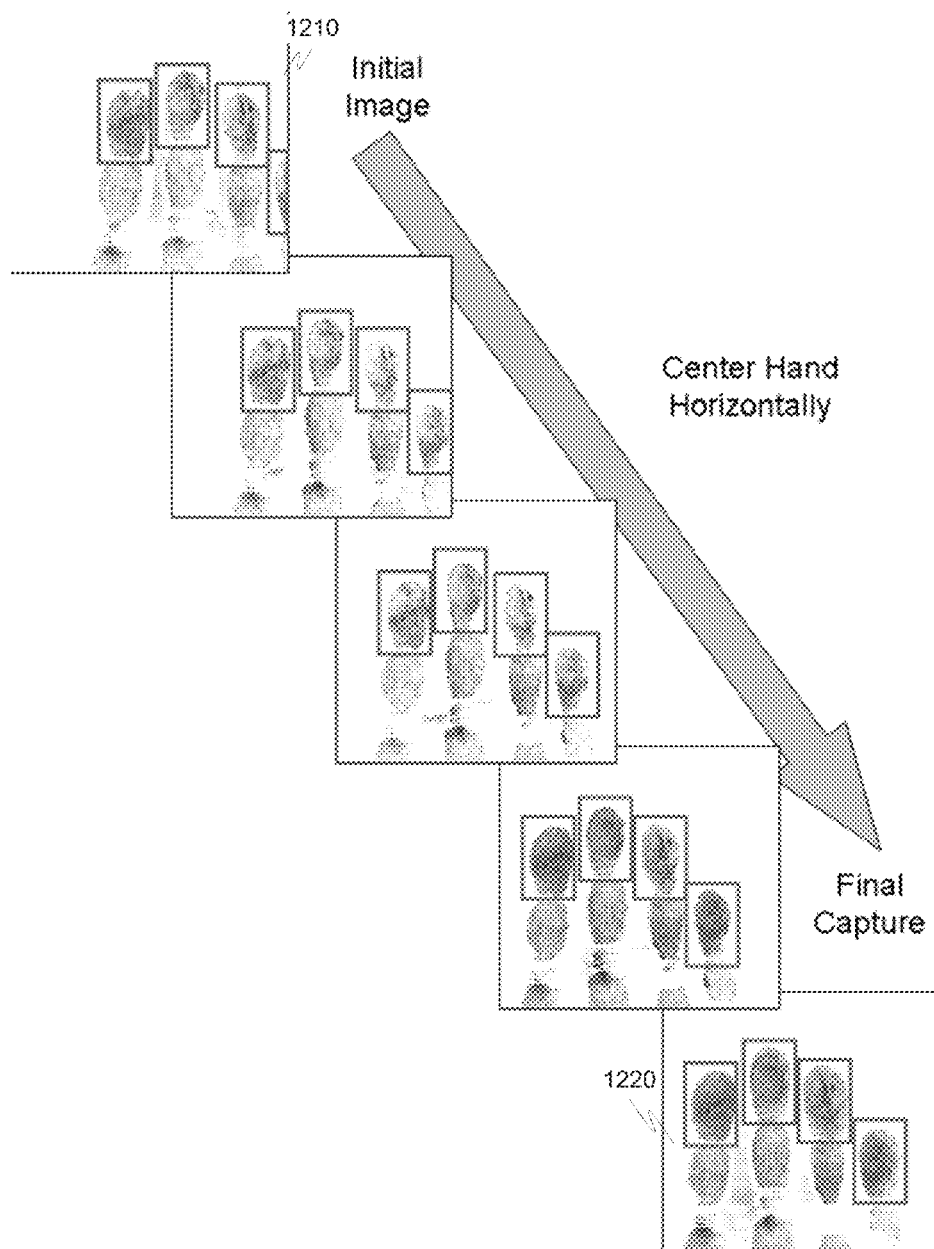 1210
Initial
Image
Center Hand
Horizontally
Final
Capture
1220